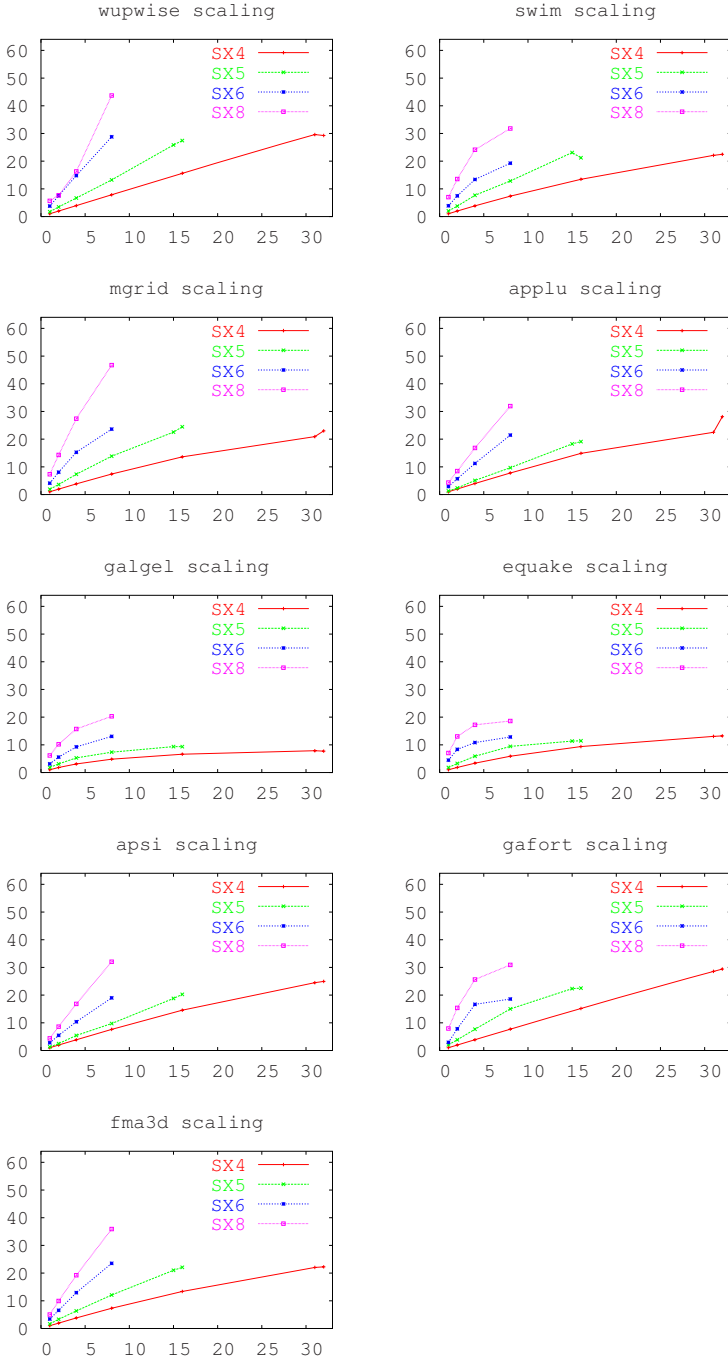 wupwise scaling
60
50
40
30
20
10
0
SX4
SX5
SX6
SX8
0 5 10 15 20 25 30
swim scaling
60
50
40
30
20
10
0
SX4
SX5
SX6
SX8
0 5 10 15 20 25 30
mgrid scaling
60
50
40
30
20
10
0
SX4
SX5
SX6
SX8
0 5 10 15 20 25 30
applu scaling
60
50
40
30
20
10
0
SX4
SX5
SX6
SX8
0 5 10 15 20 25 30
galgel scaling
60
50
40
30
20
10
0
SX4
SX5
SX6
SX8
0 5 10 15 20 25 30
equake scaling
60
50
40
30
20
10
0
SX4
SX5
SX6
SX8
0 5 10 15 20 25 30
apsi scaling
60
50
40
30
20
10
0
SX4
SX5
SX6
SX8
0 5 10 15 20 25 30
gafort scaling
60
50
40
30
20
10
0
SX4
SX5
SX6
SX8
0 5 10 15 20 25 30
fma3d scaling
60
50
40
30
20
10
0
SX4
SX5
SX6
SX8
0 5 10 15 20 25 30